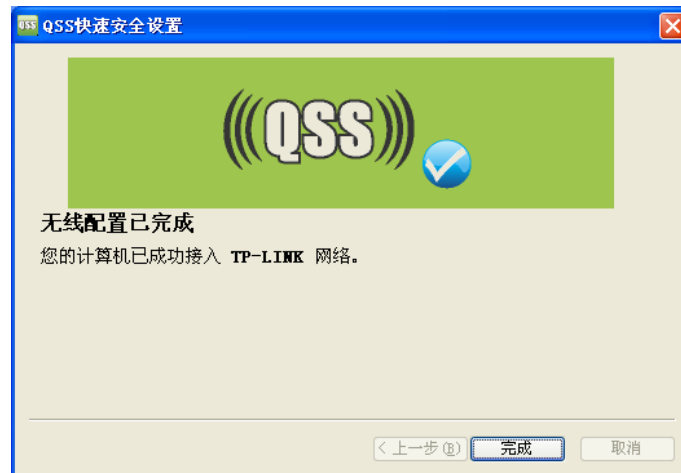 QSS QSS快速安全设置
(((QSS)))
无线配置已完成
您的计算机已成功接入 TP-LINK 网络。
< 上一步(B) 完成 取消